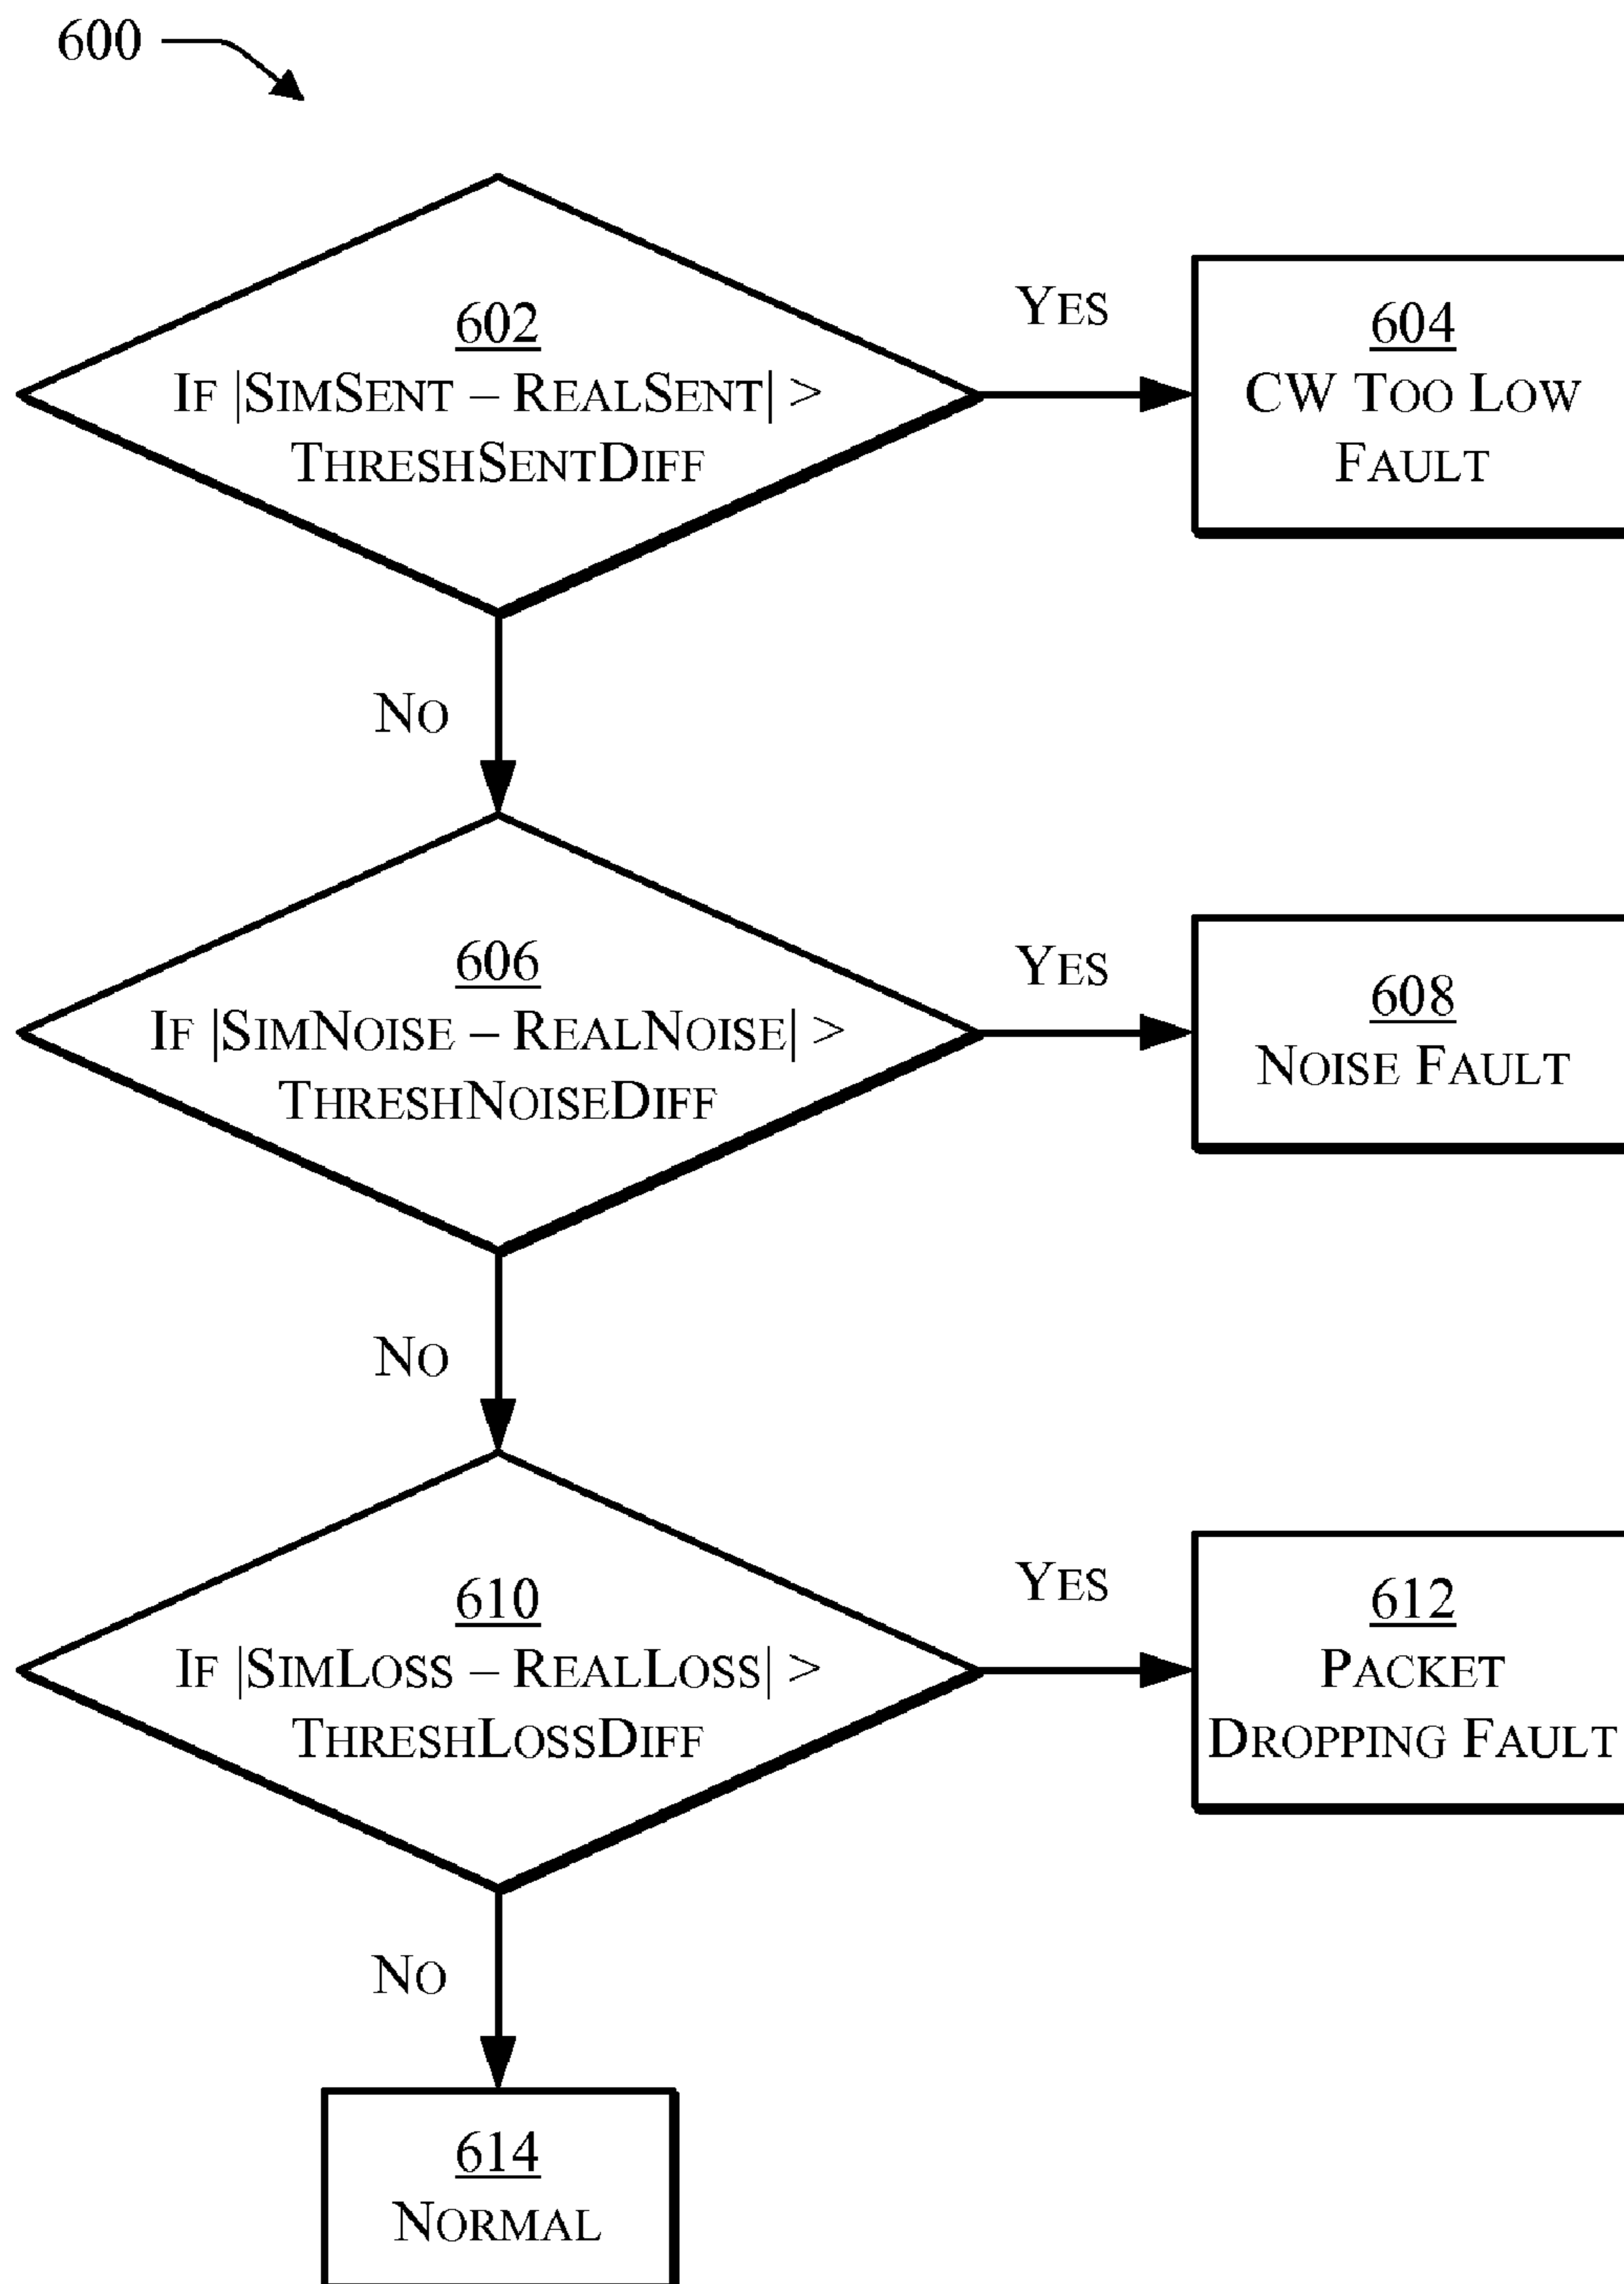 600
602
IF |SIMSENT – REALSENT| >
THRESHSENTDIFF
YES
604
CW TOO LOW
FAULT
NO
606
IF |SIMNOISE – REALNOISE| >
THRESHNOISEDIFF
YES
608
NOISE FAULT
NO
610
IF |SIMLOSS – REALLOSS| >
THRESHLOSSDIFF
YES
612
PACKET
DROPPING FAULT
NO
614
NORMAL